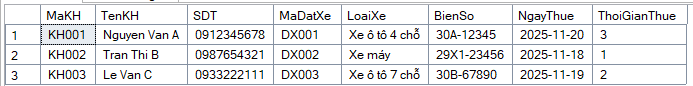 MaKH TenKH SDT MaDatXe LoaiXe BienSo NgayThue ThoiGianThue
1 KH001 Nguyen Van A 0912345678 DX001 Xe ô tô 4 chỗ 30A-12345 2025-11-20 3
2 KH002 Tran Thi B 0987654321 DX002 Xe máy 29X1-23456 2025-11-18 1
3 KH003 Le Van C 0933222111 DX003 Xe ô tô 7 chỗ 30B-67890 2025-11-19 2